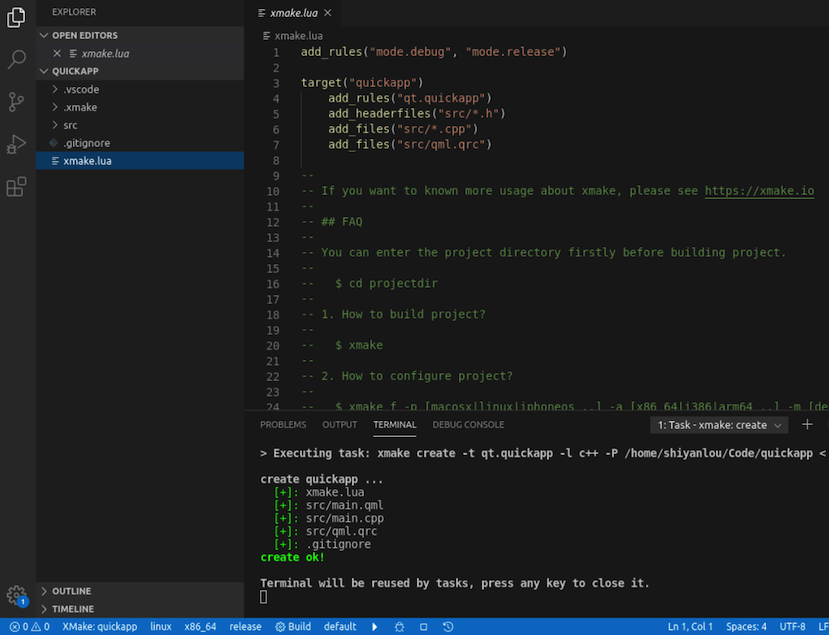 EXPLORER
OPEN EDITORS
xmake.lua
QUICKAPP
.vscode
.xmake
src
.gitignore
xmake.lua
OUTLINE
TIMELINE
xmake.lua
xmake.lua
1 add_rules("mode.debug", "mode.release")
2
3 target("quickapp")
4 add_rules("qt.quickapp")
5 add_headerfiles("src/*.h")
6 add_files("src/*.cpp")
7 add_files("src/qml.qrc")
8
9 --
10 -- If you want to known more usage about xmake, please see https://xmake.io
11 --
12 -- ## FAQ
13 --
14 -- You can enter the project directory firstly before building project.
15 --
16 -- $ cd projectdir
17 --
18 -- 1. How to build project?
19 --
20 -- $ xmake
21 --
22 -- 2. How to configure project?
23 --
24 -- $ xmake f -p [macosx|linux|iphoneos ..] -a [x86_64|i386|arm64 ..] -m [de
PROBLEMS OUTPUT TERMINAL DEBUG CONSOLE 1: Task - xmake: create
> Executing task: xmake create -t qt.quickapp -l c++ -P /home/shiyanlou/Code/quickapp <
create quickapp ...
[+]: xmake.lua
[+]: src/main.qml
[+]: src/main.cpp
[+]: src/qml.qrc
[+]: .gitignore
create ok!
Terminal will be reused by tasks, press any key to close it.
1
0 0 XMake: quickapp linux x86_64 release Build default Ln 1, Col 1 Spaces: 4 UTF-8 LF